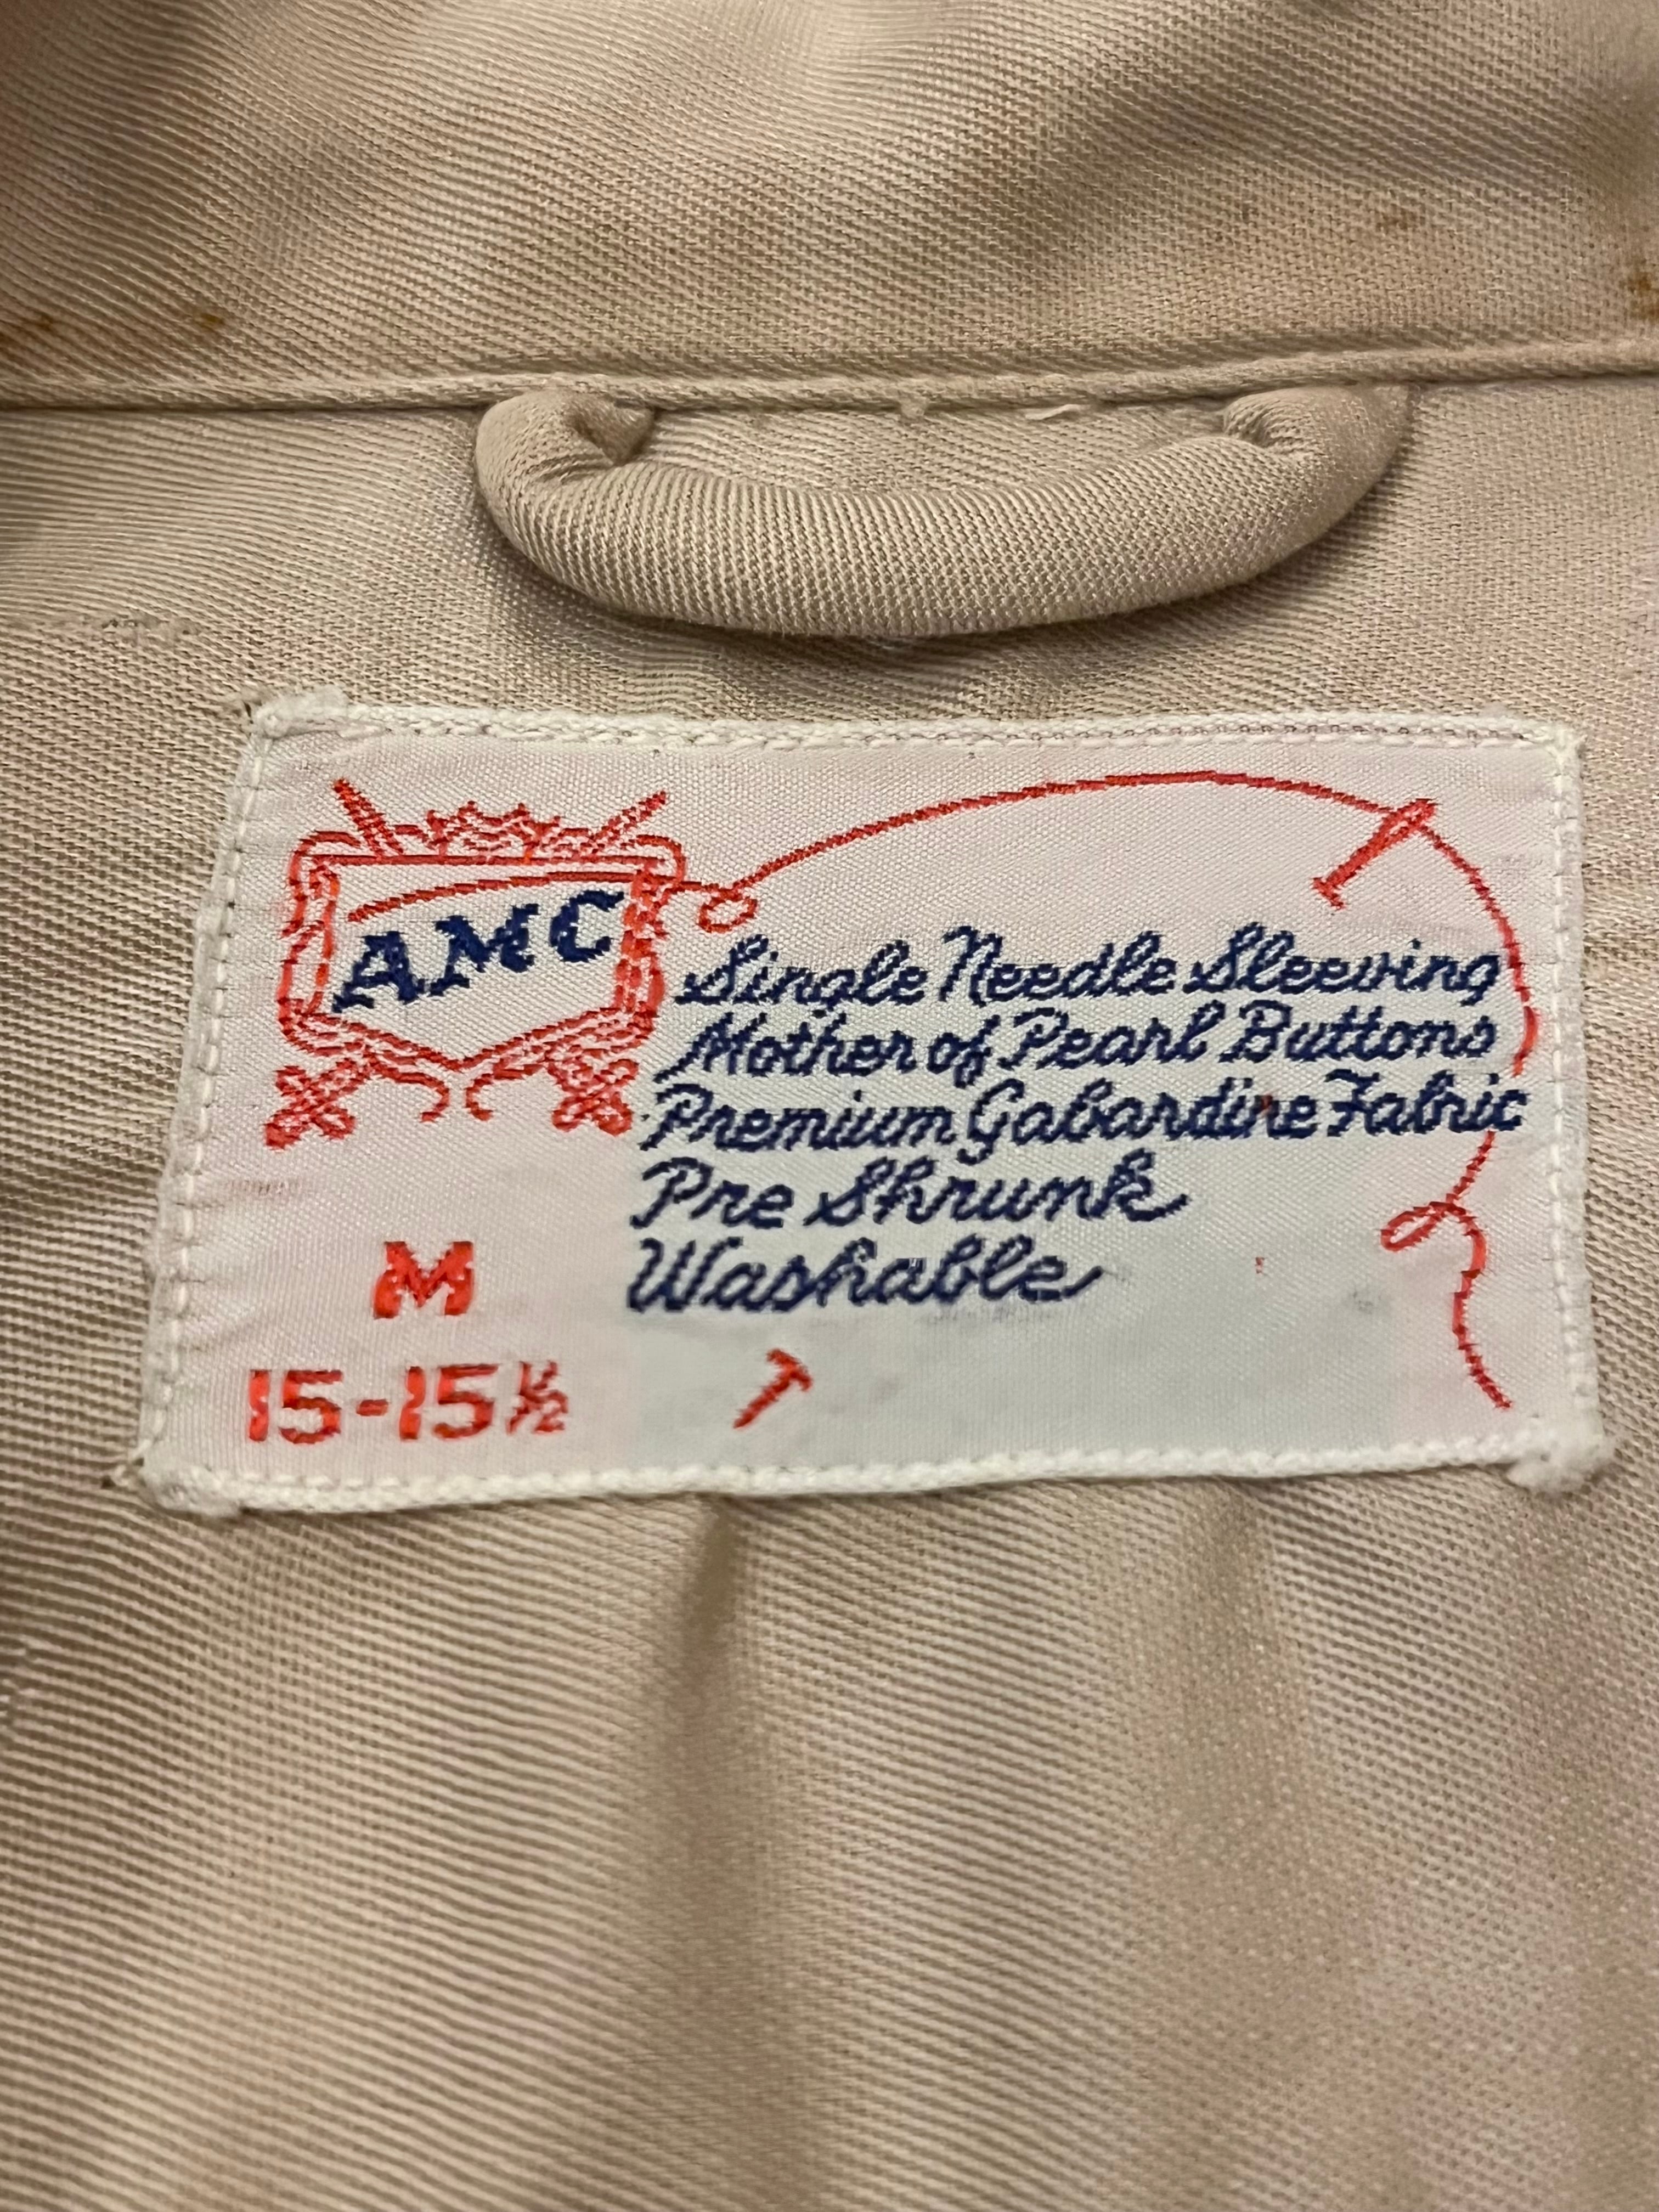 AMC
Single Needle Sleeving
Mother of Pearl Buttons
Premium Gabardine Fabric
Pre Shrunk
Washable
M
15-15½
T